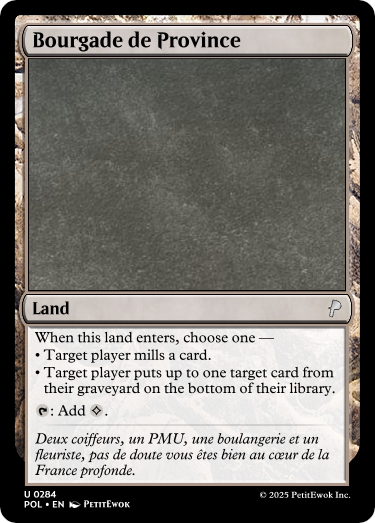 Bourgade de Province
Land
When this land enters, choose one —
• Target player mills a card.
• Target player puts up to one target card from
their graveyard on the bottom of their library.
: Add .
Deux coiffeurs, un PMU, une boulangerie et un
fleuriste, pas de doute vous êtes bien au cœur de la
France profonde.
U 0284
POL • EN PetitEwok
© 2025 PetitEwok Inc.